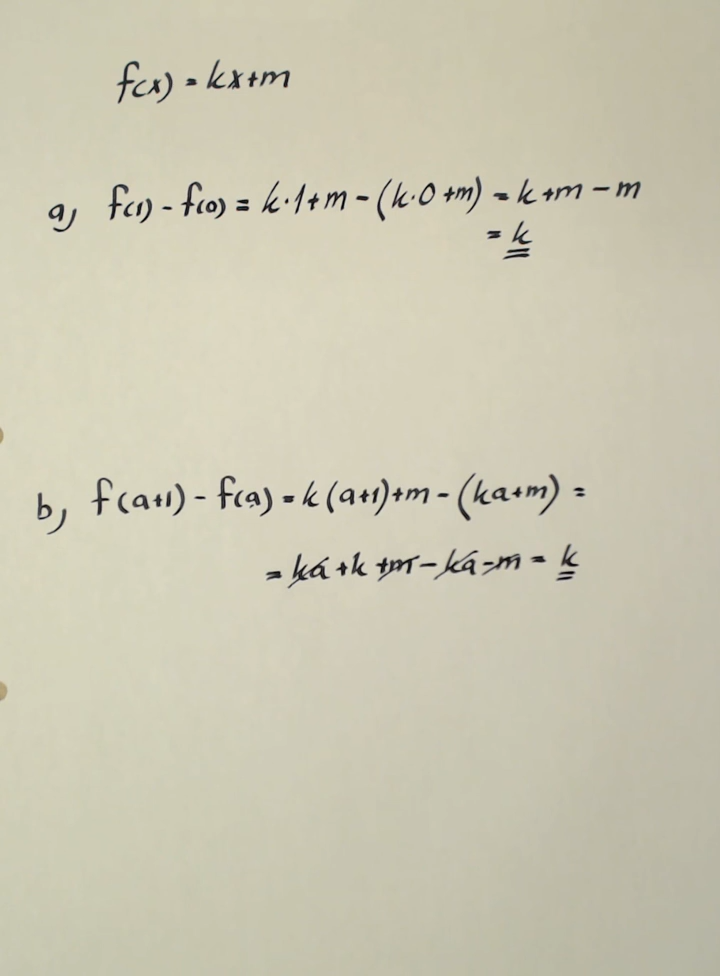 f(x) = kx+m
a) f(1) - f(0) = k·1+m-(k·0+m) = k+m-m
= k
b) f(a+1) - f(a) = k(a+1)+m-(ka+m) =
= ka+k+m-ka-m = k